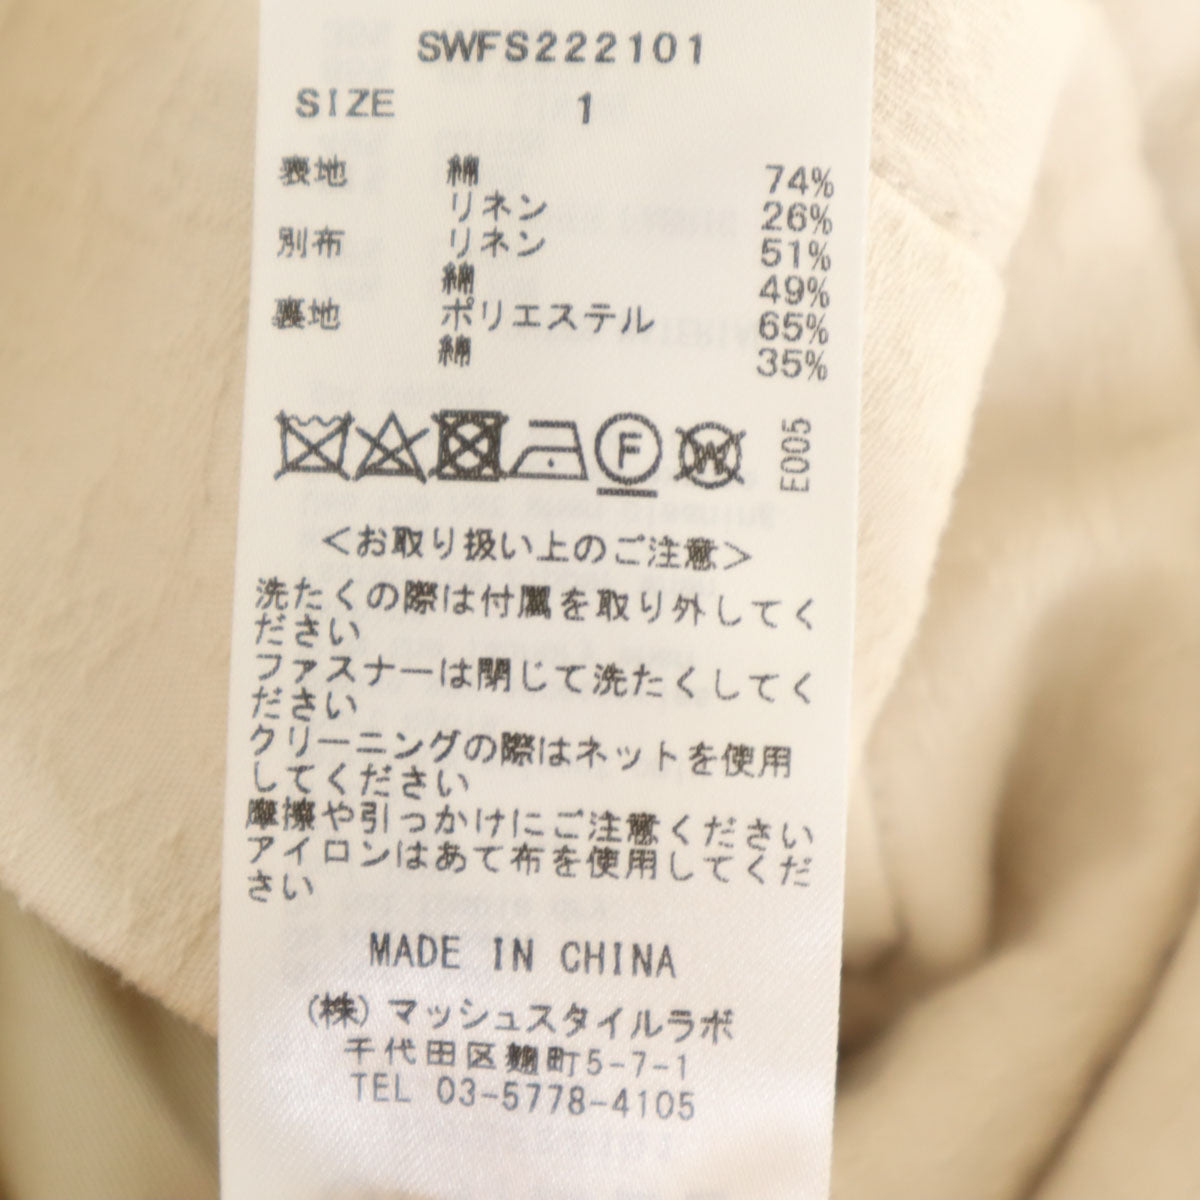 SWFS222101
SIZE 1
表地 綿 74%
リネン 26%
別布 リネン 51%
綿 49%
裏地 ポリエステル 65%
綿 35%
F W E005
<お取り扱い上のご注意>
洗たくの際は付属を取り外してく
ださい
ファスナーは閉じて洗たくしてく
ださい
クリーニングの際はネットを使用
してください
摩擦や引っかけにご注意ください
アイロンはあて布を使用してくだ
さい
MADE IN CHINA
(株)マッシュスタイルラボ
千代田区麹町5-7-1
TEL 03-5778-4105